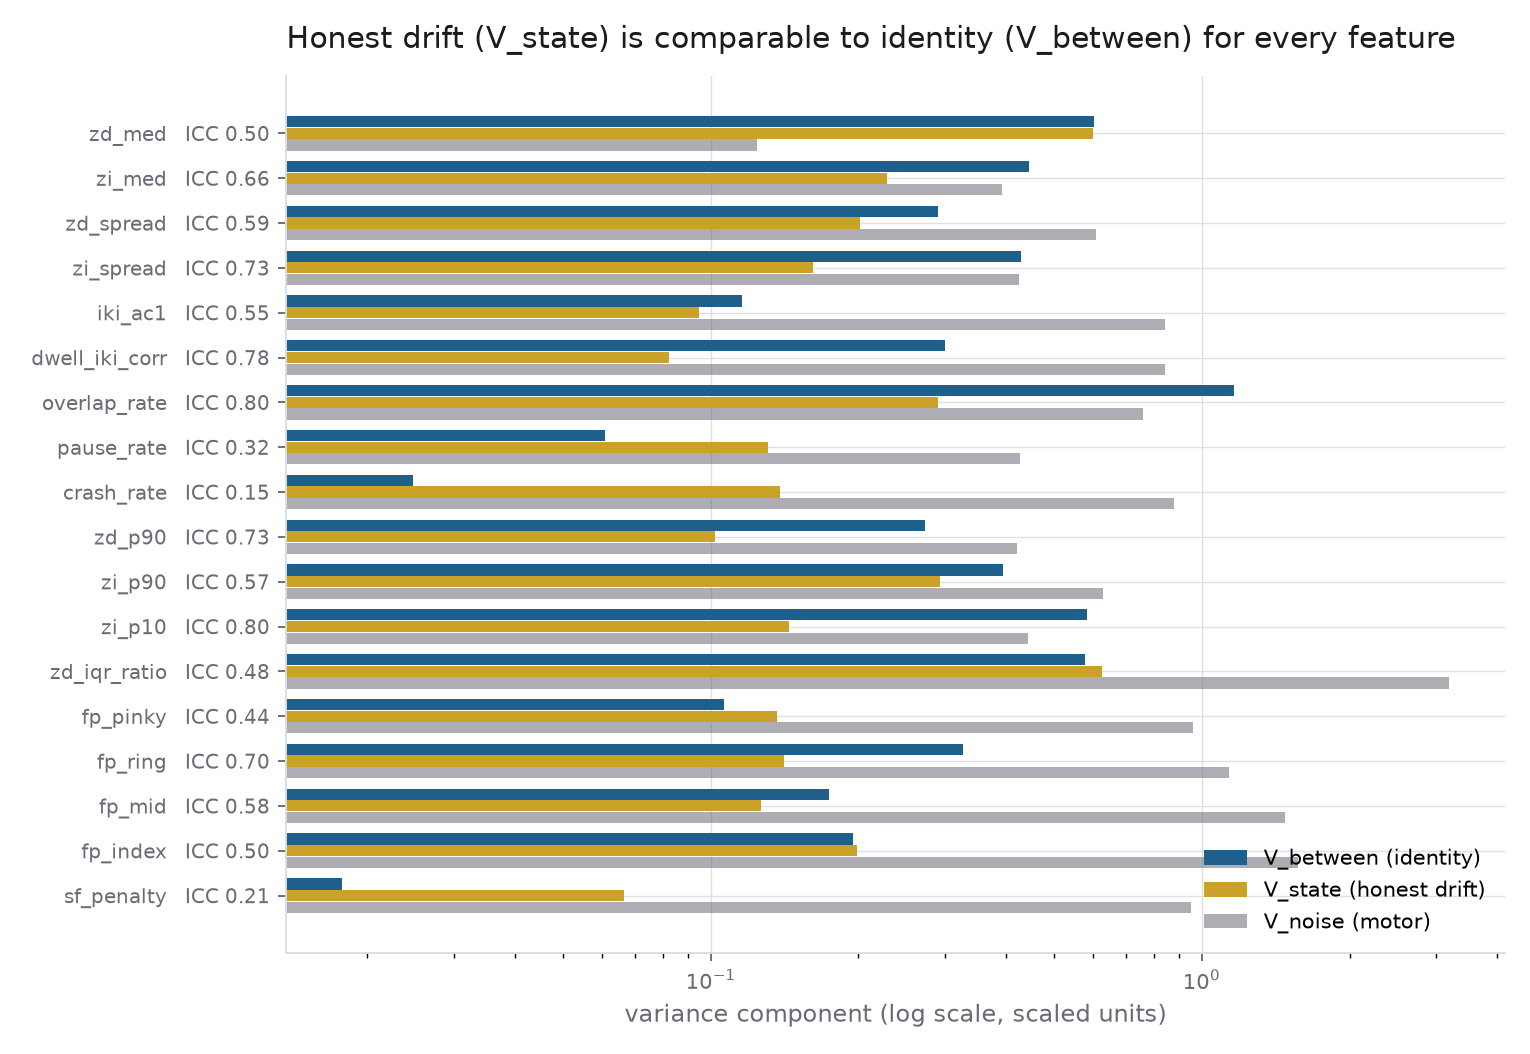 Honest drift (V_state) is comparable to identity (V_between) for every feature
zd_med ICC 0.50
zi_med ICC 0.66
zd_spread ICC 0.59
zi_spread ICC 0.73
iki_ac1 ICC 0.55
dwell_iki_corr ICC 0.78
overlap_rate ICC 0.80
pause_rate ICC 0.32
crash_rate ICC 0.15
zd_p90 ICC 0.73
zi_p90 ICC 0.57
zi_p10 ICC 0.80
zd_iqr_ratio ICC 0.48
fp_pinky ICC 0.44
fp_ring ICC 0.70
fp_mid ICC 0.58
fp_index ICC 0.50
sf_penalty ICC 0.21
V_between (identity)
V_state (honest drift)
V_noise (motor)
10⁻¹ 10⁰
variance component (log scale, scaled units)